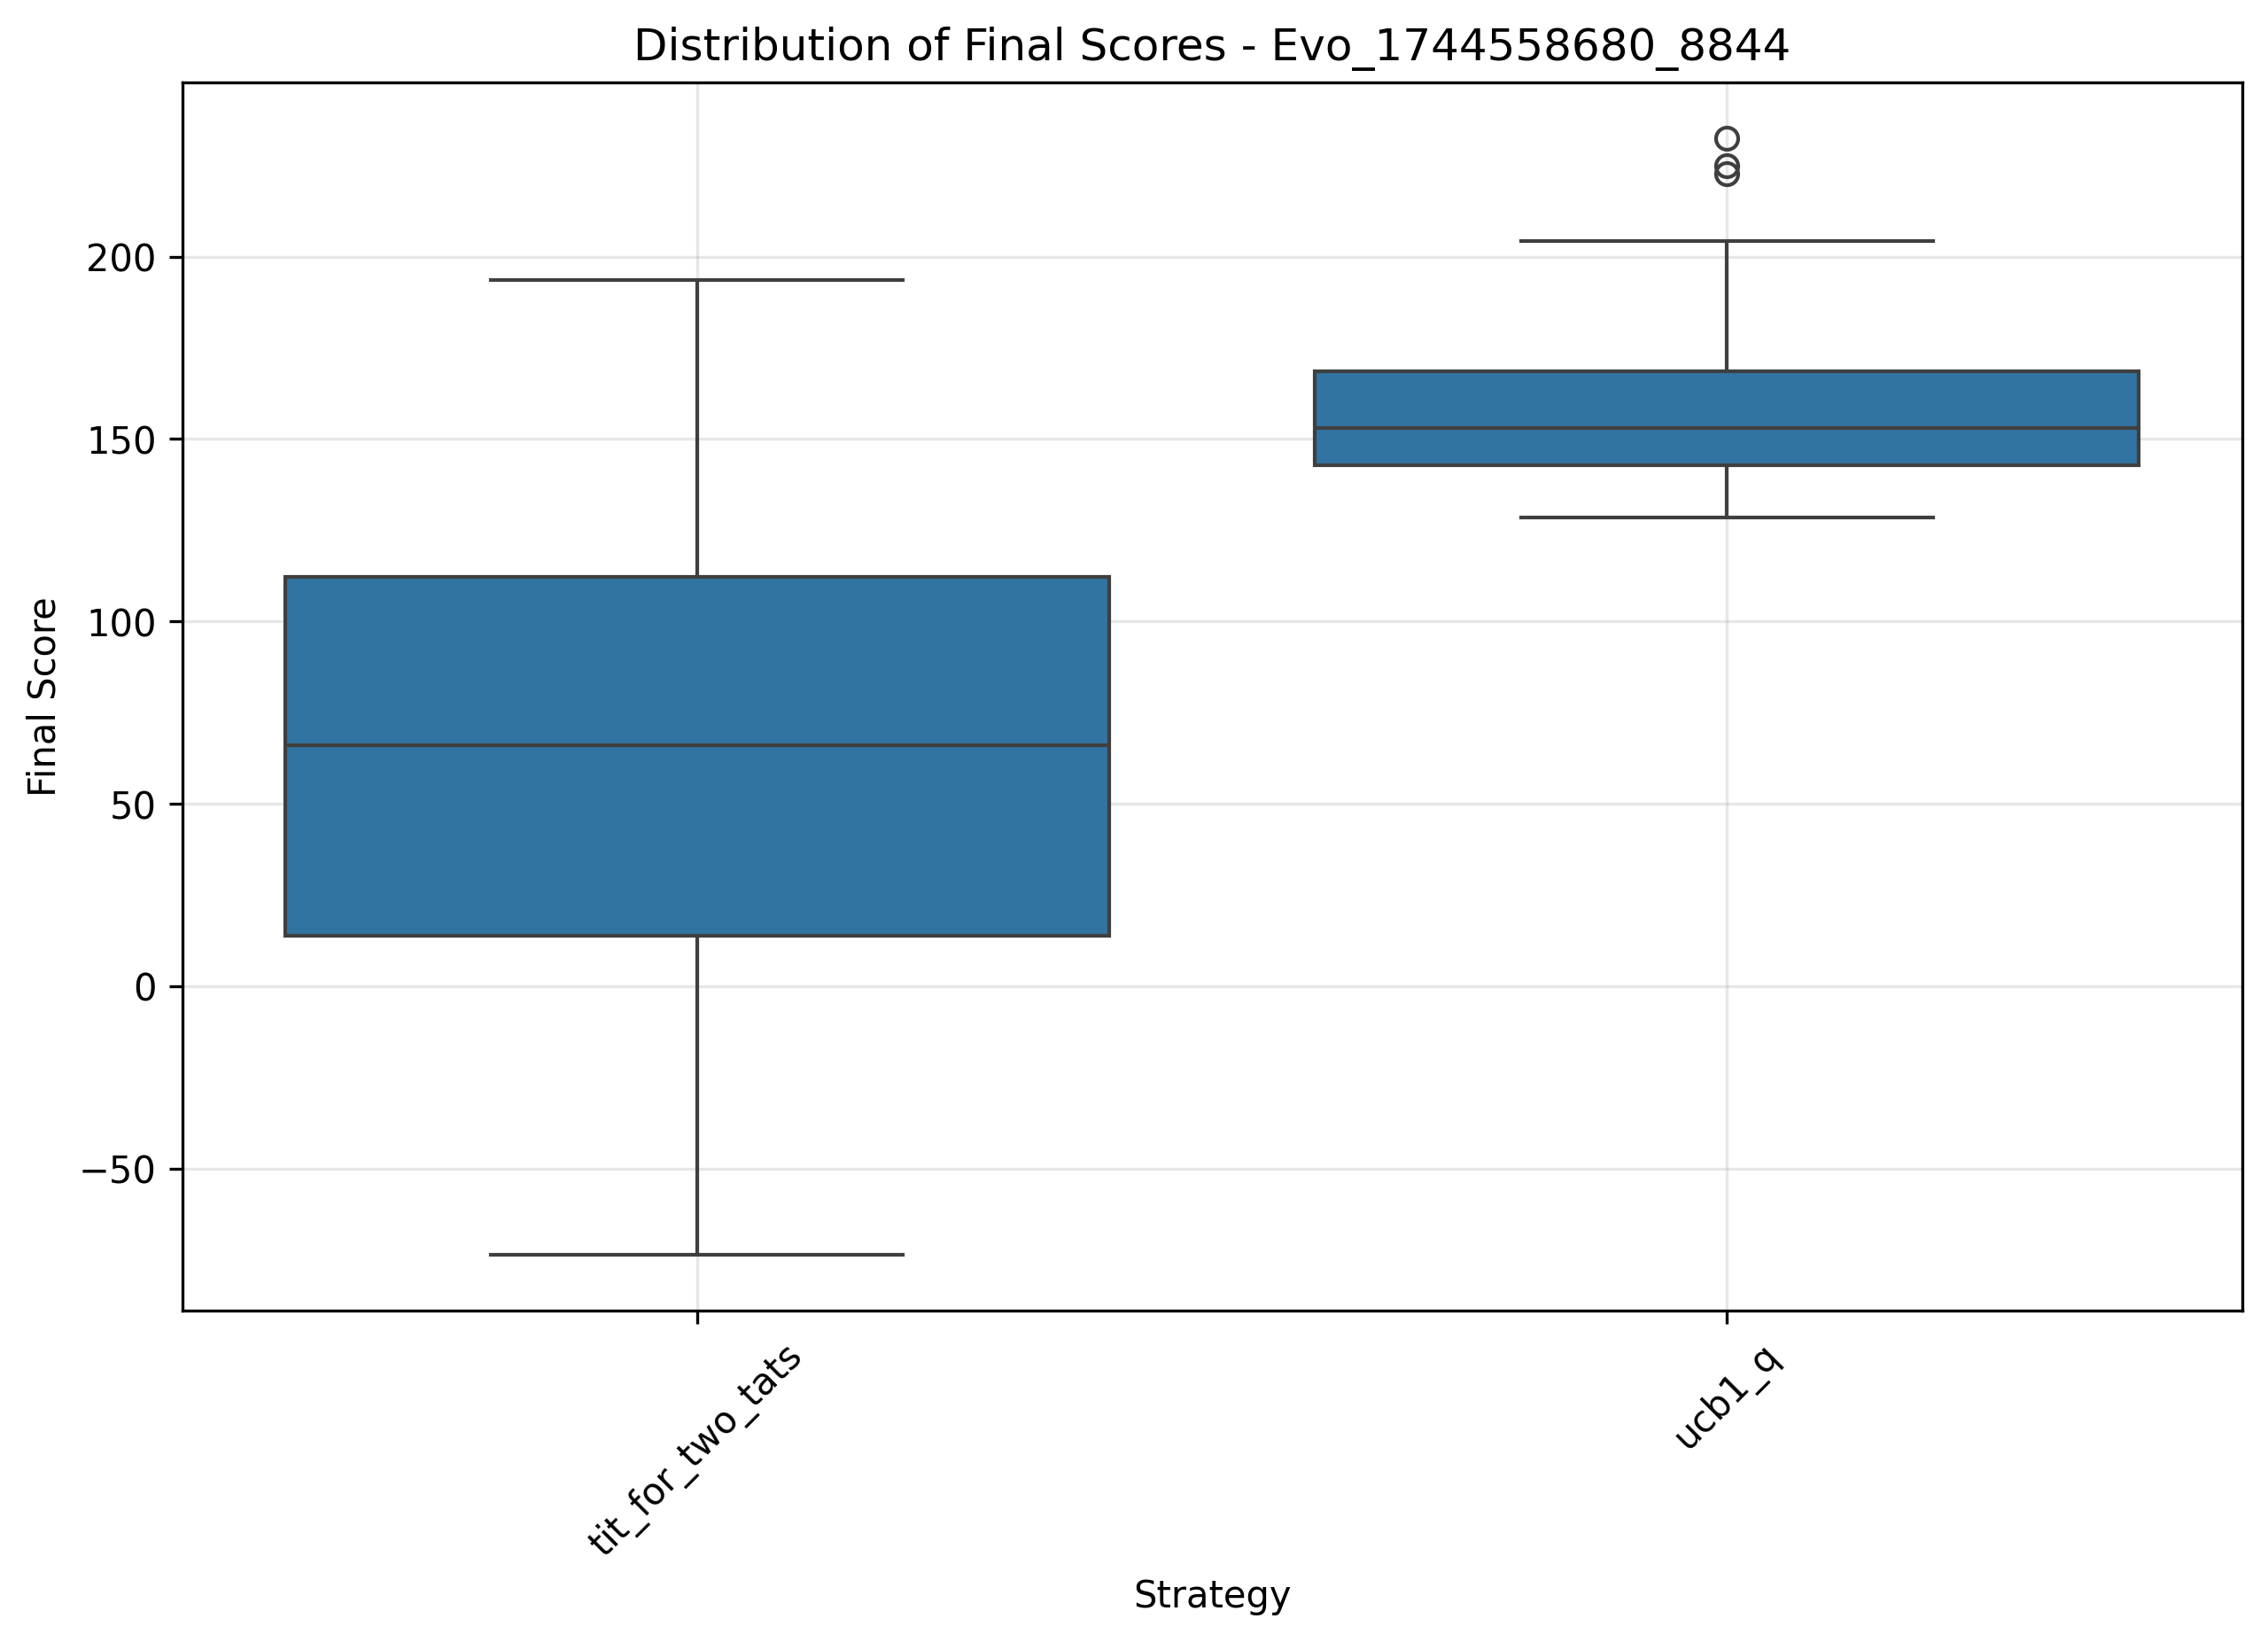 Distribution of Final Scores - Evo_1744558680_8844
Final Score
200
150
100
50
0
−50
tit_for_two_tats
ucb1_q
Strategy